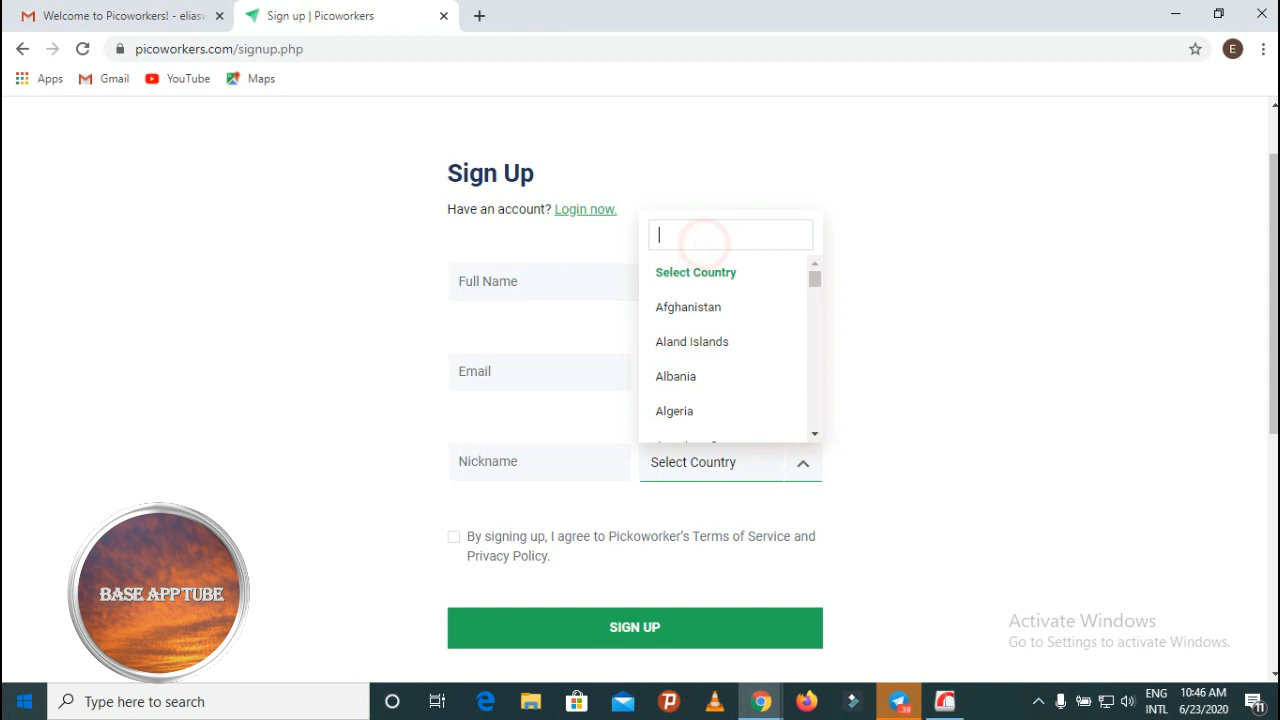 Welcome to Picoworkers! - eliasw
Sign up | Picoworkers
picoworkers.com/signup.php
E
Apps
Gmail
YouTube
Maps
Sign Up
Have an account? Login now.
Full Name
Select Country
Afghanistan
Aland Islands
Email
Albania
Algeria
Nickname
Select Country
By signing up, I agree to Pickoworker's Terms of Service and
Privacy Policy.
BASE APPTUBE
SIGN UP
Activate Windows
Go to Settings to activate Windows.
Type here to search
38
ENG
INTL
10:46 AM
6/23/2020
11